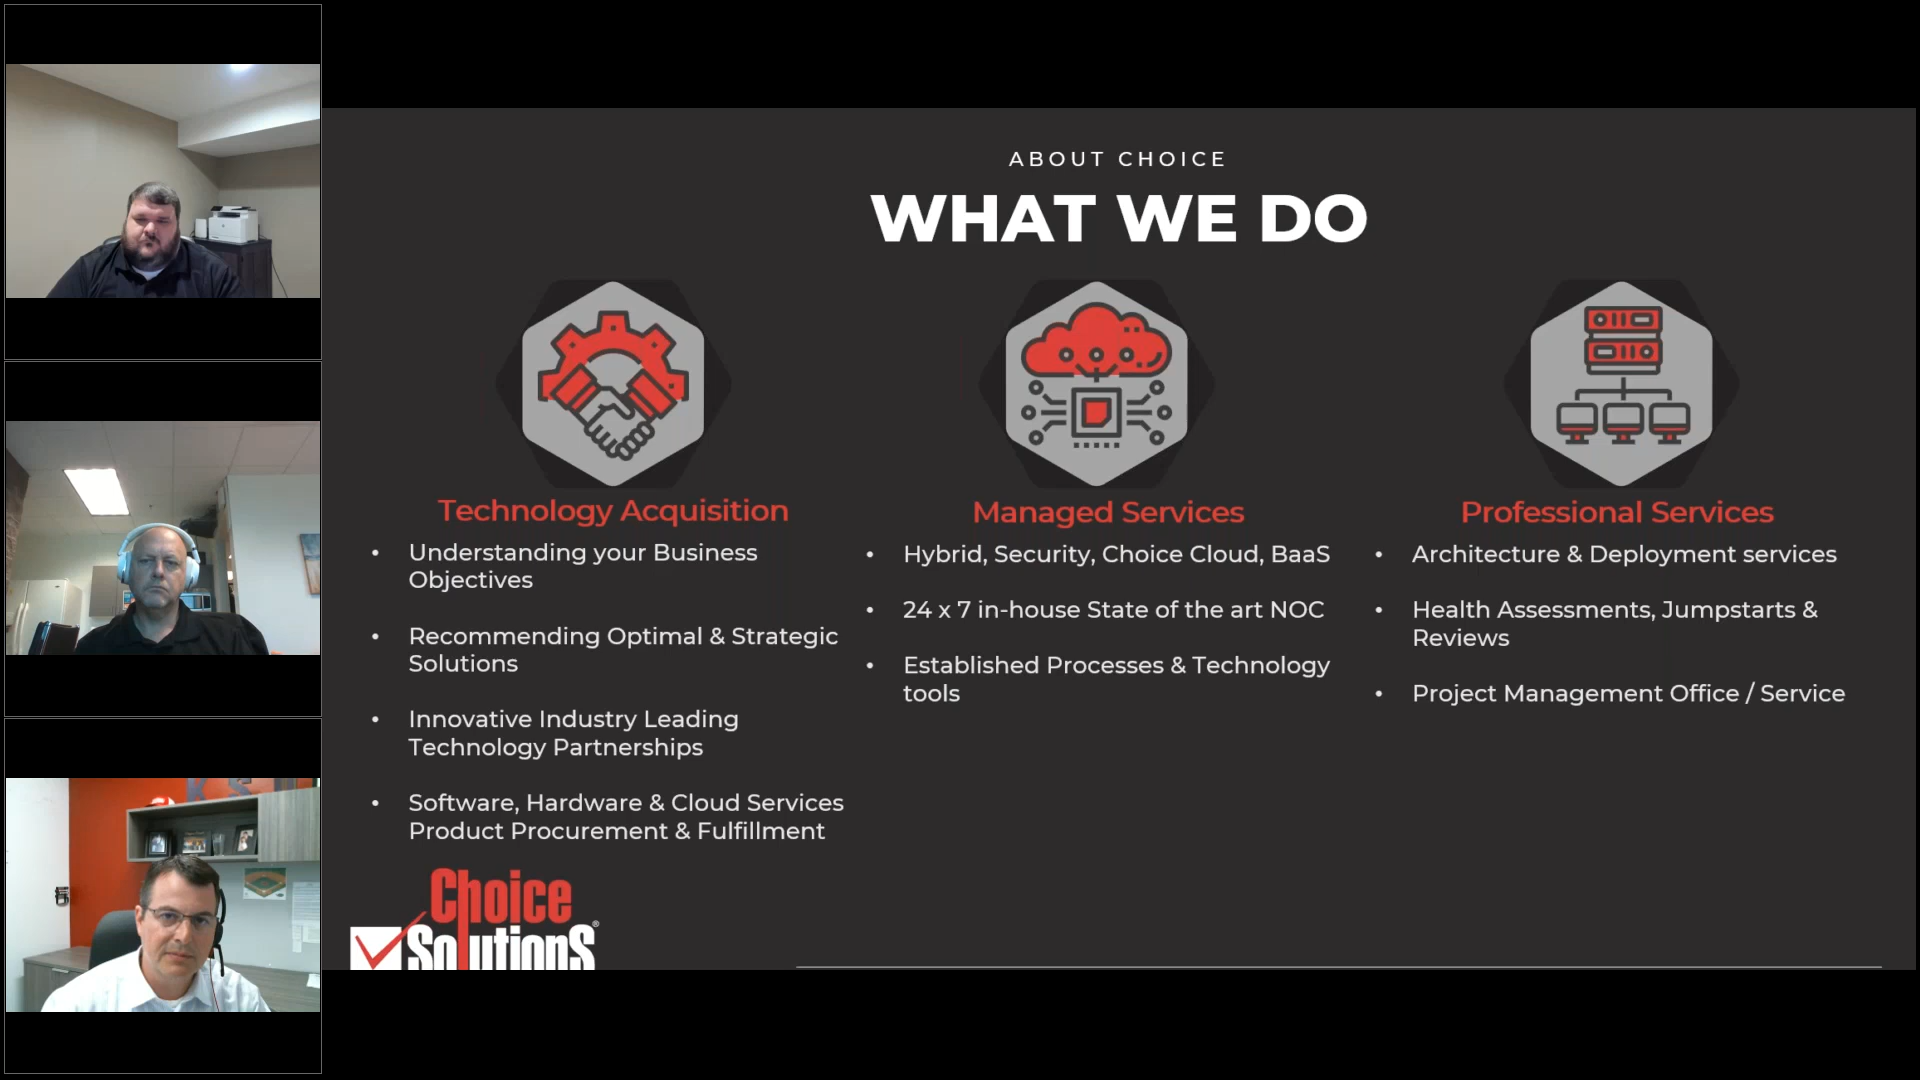 ABOUT CHOICE
WHAT WE DO
Technology Acquisition
• Understanding your Business
Objectives
• Recommending Optimal & Strategic
Solutions
• Innovative Industry Leading
Technology Partnerships
• Software, Hardware & Cloud Services
Product Procurement & Fulfillment
Managed Services
• Hybrid, Security, Choice Cloud, BaaS
• 24 x 7 in-house State of the art NOC
• Established Processes & Technology
tools
Professional Services
• Architecture & Deployment services
• Health Assessments, Jumpstarts &
Reviews
• Project Management Office / Service
Choice
Solutions®